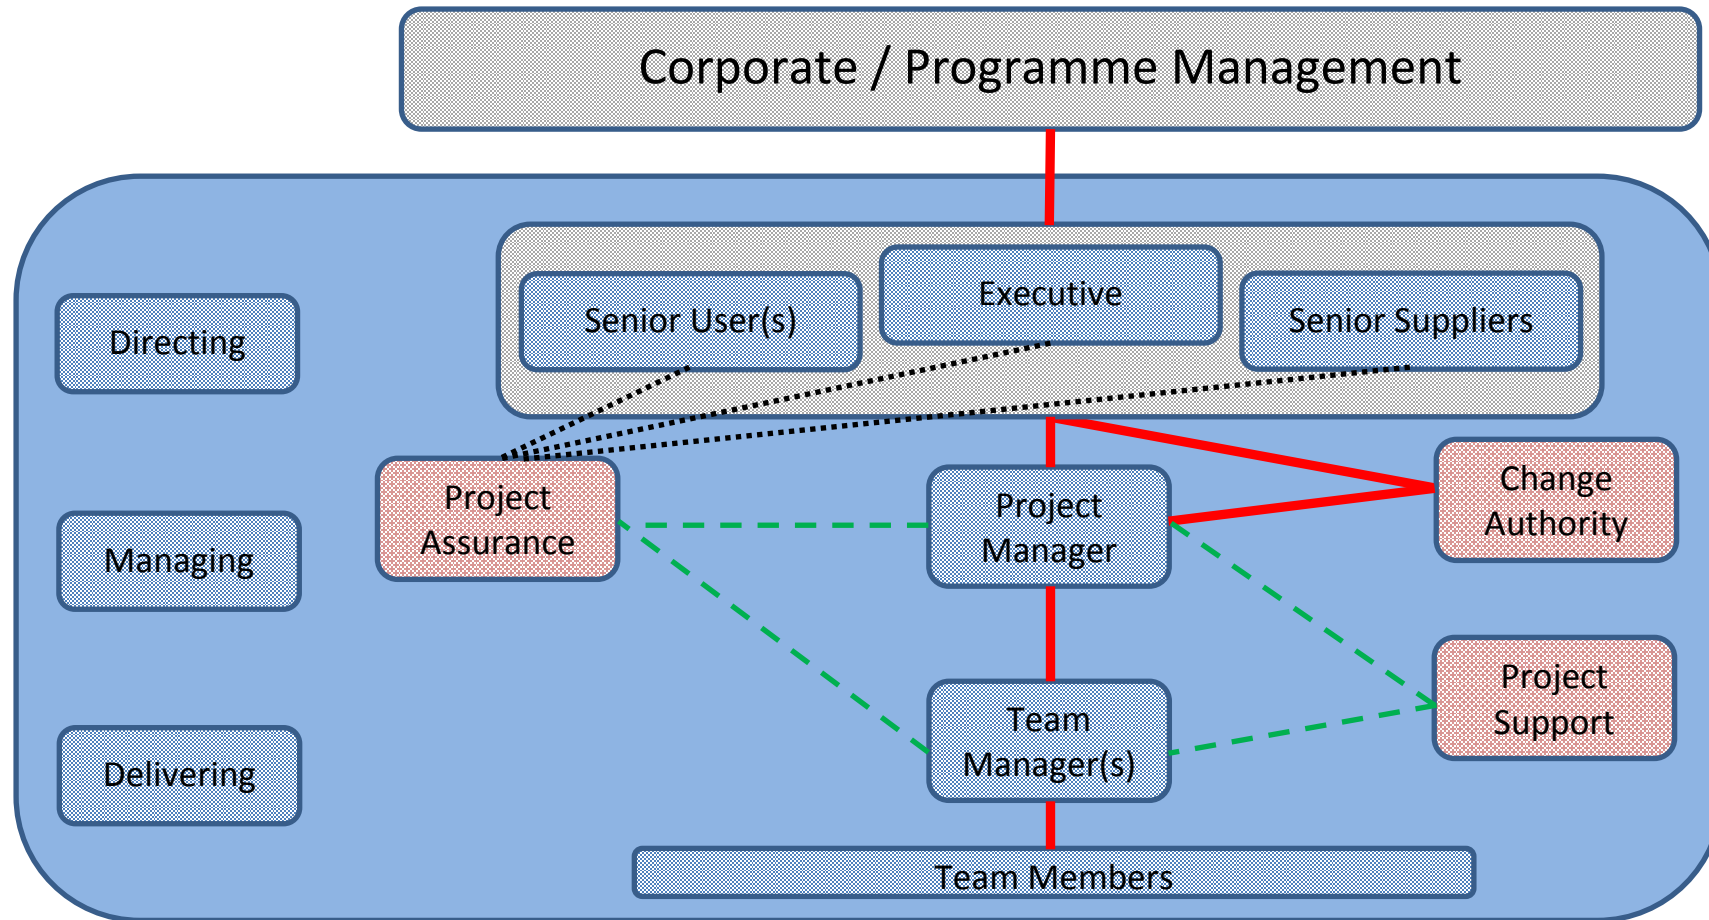 Corporate / Programme Management
Executive
Senior User(s)
Senior Suppliers
Directing
Project
Assurance
Project
Manager
Change
Authority
Managing
Project
Support
Team
Manager(s)
Delivering
Team Members